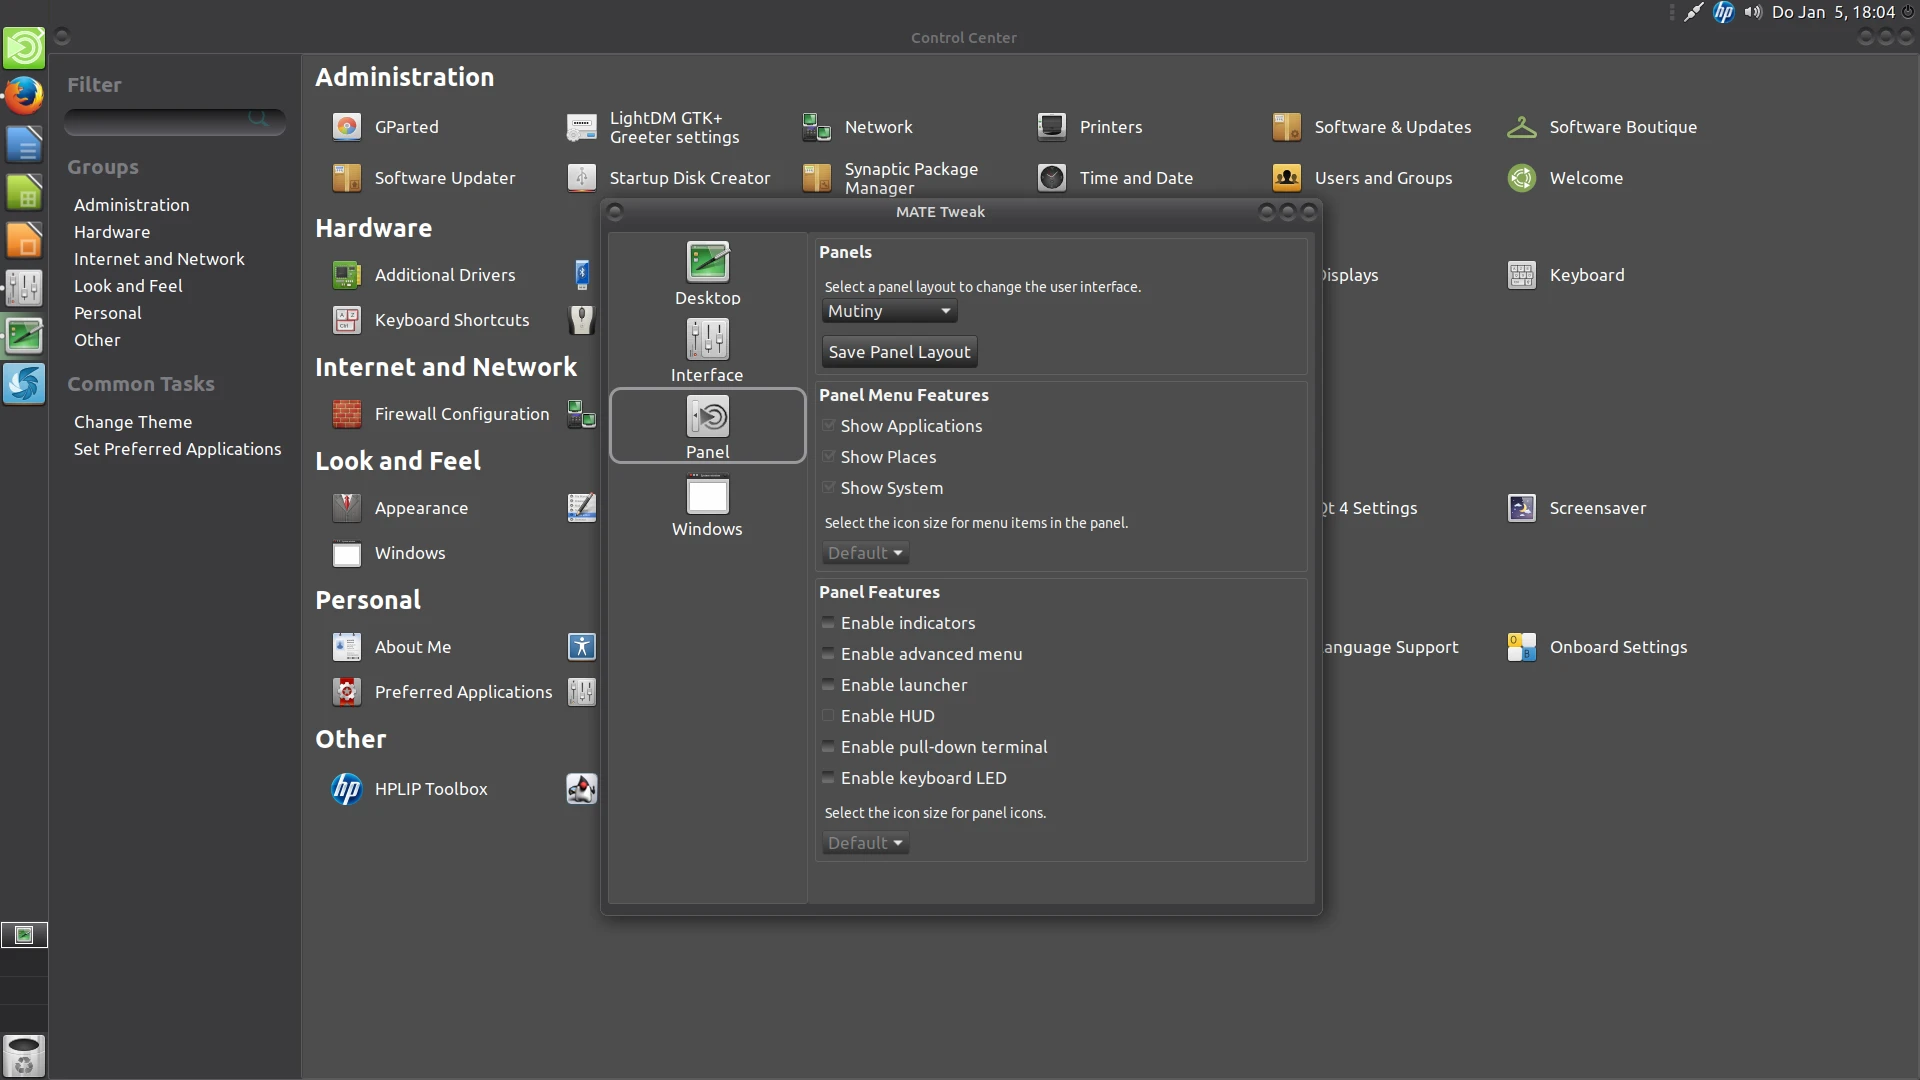 Do Jan 5, 18:04
Control Center
Filter
Groups
Administration
Hardware
Internet and Network
Look and Feel
Personal
Other
Common Tasks
Change Theme
Set Preferred Applications
Administration
GParted
LightDM GTK+
Greeter settings
Network
Printers
Software & Updates
Software Boutique
Software Updater
Startup Disk Creator
Synaptic Package
Manager
Time and Date
Users and Groups
Welcome
Hardware
Additional Drivers
Keyboard
Keyboard Shortcuts
Internet and Network
Firewall Configuration
Look and Feel
Appearance
4 Settings
Screensaver
Windows
Personal
About Me
Support
Onboard Settings
Preferred Applications
Other
hp
HPLIP Toolbox
MATE Tweak
Desktop
Interface
Panel
Windows
Panels
Select a panel layout to change the user interface.
Mutiny
Save Panel Layout
Panel Menu Features
Show Applications
Show Places
Show System
Select the icon size for menu items in the panel.
Default
Panel Features
Enable indicators
Enable advanced menu
Enable launcher
Enable HUD
Enable pull-down terminal
Enable keyboard LED
Select the icon size for panel icons.
Default